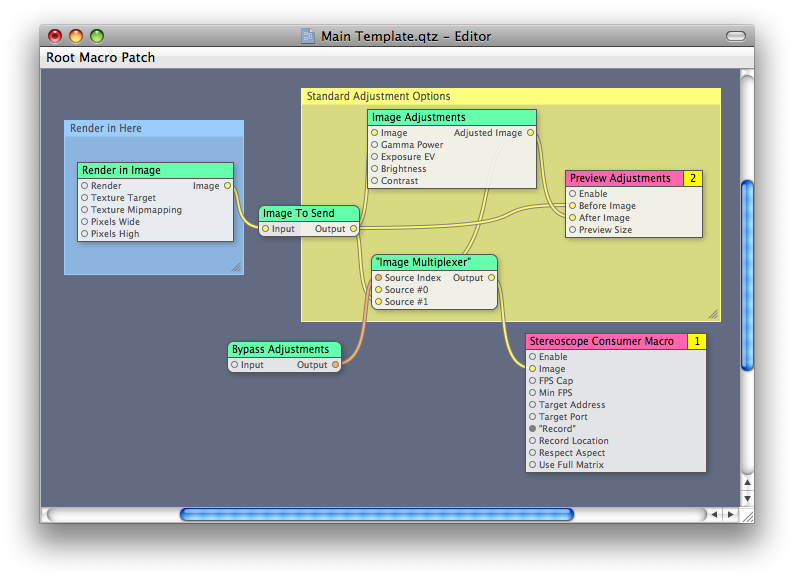 Main Template.qtz – Editor
Root Macro Patch
Standard Adjustment Options
Render in Here
Image Adjustments
Image Adjusted Image
Gamma Power
Exposure EV
Brightness
Contrast
Render in Image
Render Image
Texture Target
Texture Mipmapping
Pixels Wide
Pixels High
Preview Adjustments 2
Enable
Before Image
After Image
Preview Size
Image To Send
Input Output
"Image Multiplexer"
Source Index Output
Source #0
Source #1
Bypass Adjustments
Input Output
Stereoscope Consumer Macro 1
Enable
Image
FPS Cap
Min FPS
Target Address
Target Port
"Record"
Record Location
Respect Aspect
Use Full Matrix